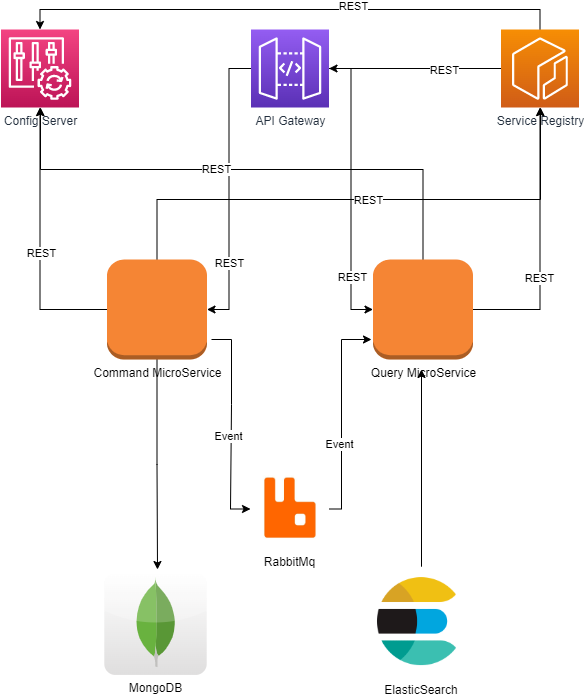 REST
Config Server
API Gateway
REST
Service Registry
REST
REST
REST
REST
REST
REST
Command MicroService
Query MicroService
Event
Event
RabbitMq
MongoDB
ElasticSearch